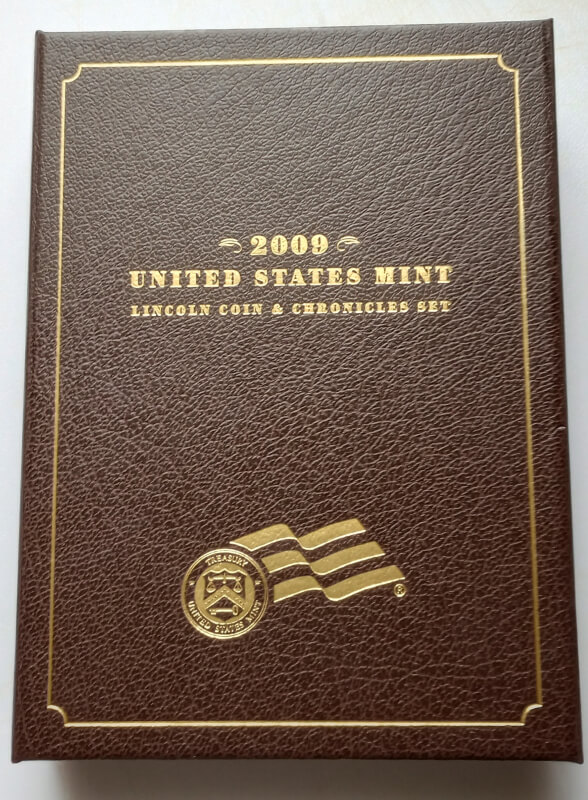 2009
UNITED STATES MINT
LINCOLN COIN & CHRONICLES SET
TREASURY
UNITED STATES MINT
®